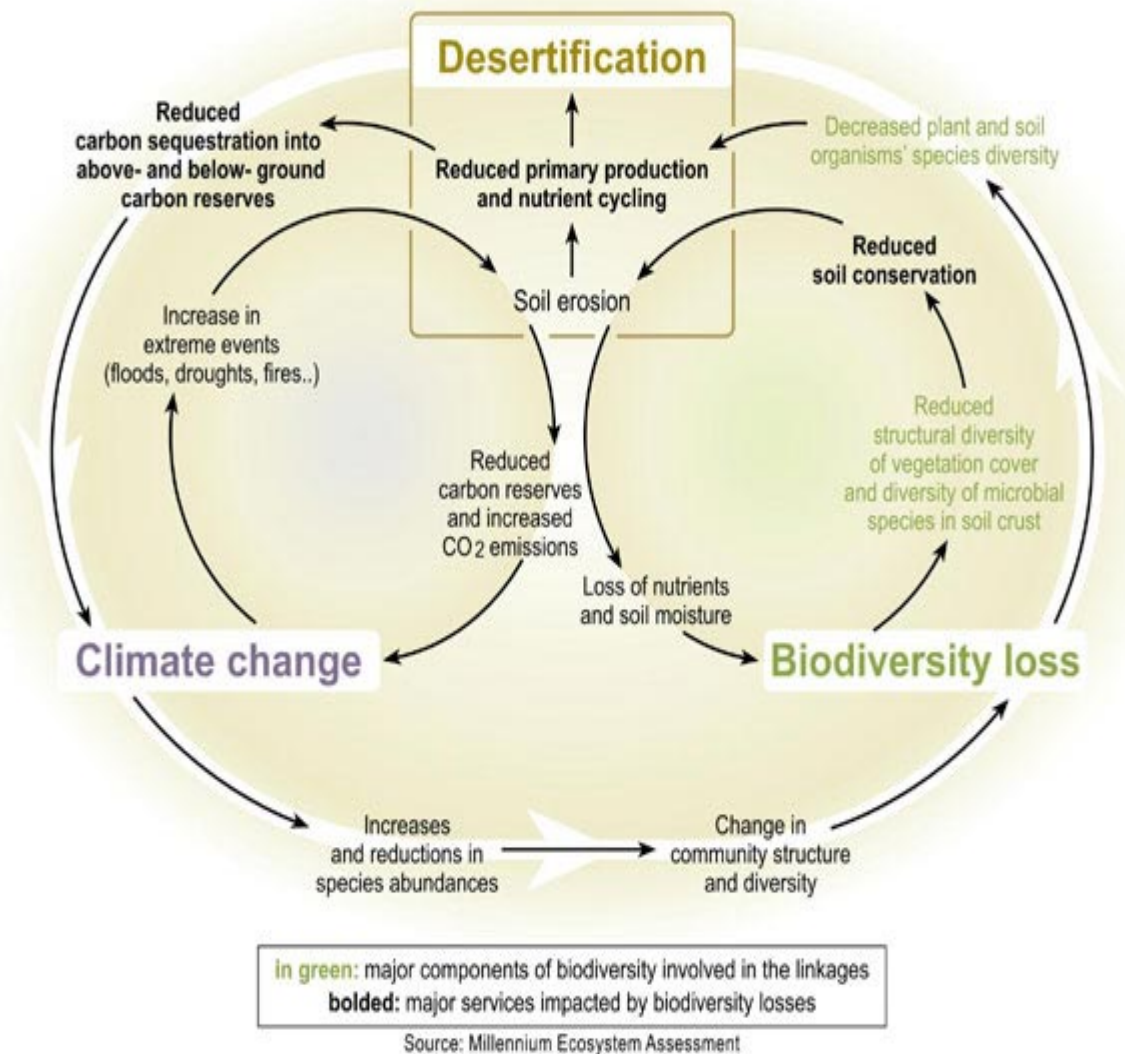 Desertification
Reduced
carbon sequestration into
above- and below- ground
carbon reserves
Reduced primary production
and nutrient cycling
Decreased plant and soil
organisms' species diversity
Reduced
soil conservation
Soil erosion
Increase in
extreme events
(floods, droughts, fires..)
Reduced
structural diversity
of vegetation cover
and diversity of microbial
species in soil crust
Reduced
carbon reserves
and increased
CO2 emissions
Loss of nutrients
and soil moisture
Climate change
Biodiversity loss
Increases
and reductions in
species abundances
Change in
community structure
and diversity
in green: major components of biodiversity involved in the linkages
bolded: major services impacted by biodiversity losses
Source: Millennium Ecosystem Assessment